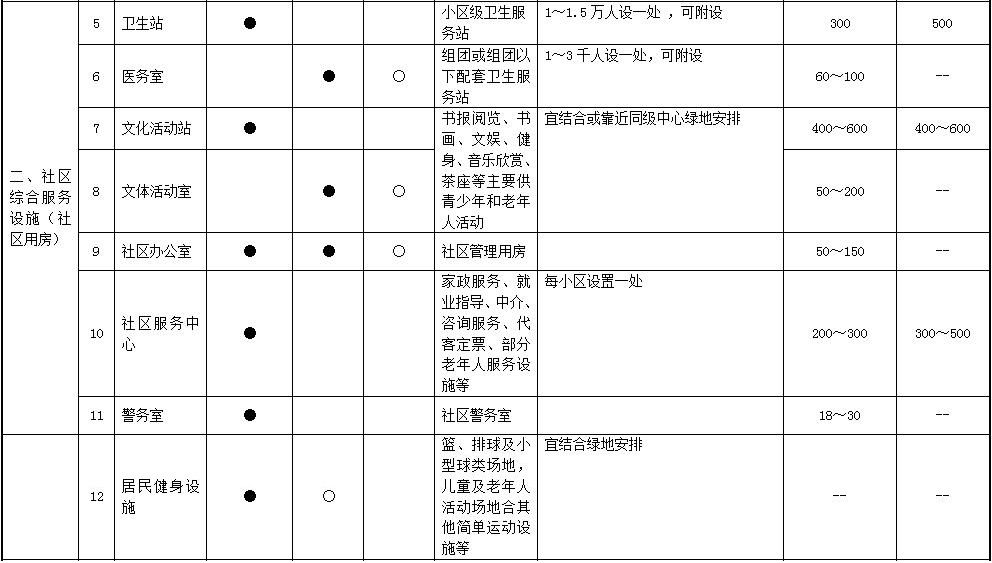 5 卫生站 ● 小区级卫生服 1～1.5 万人设一处 ，可附设 300 500
务站
6 医务室 ● ○ 组团或组团以 1～3 千人设一处，可附设 60～100 --
下配套卫生服
务站
7 文化活动站 ● 书报阅览、书 宜结合或靠近同级中心绿地安排 400～600 400～600
画、文娱、健
身、音乐欣赏、
茶座等主要供
青少年和老年
人活动
8 文体活动室 ● ○ 50～200 --
二、社区
综合服务
设施（社
区用房）
9 社区办公室 ● ● ○ 社区管理用房 50～150 --
10 社区服务中 ● 家政服务、就 每小区设置一处 200～300 300～500
心
业指导、中介、
咨询服务、代
客定票、部分
老年人服务设
施等
11 警务室 ● 社区警务室 18～30 --
12 居民健身设 ● ○ 篮、排球及小 宜结合绿地安排 -- --
施
型球类场地，
儿童及老年人
活动场地合其
他简单运动设
施等